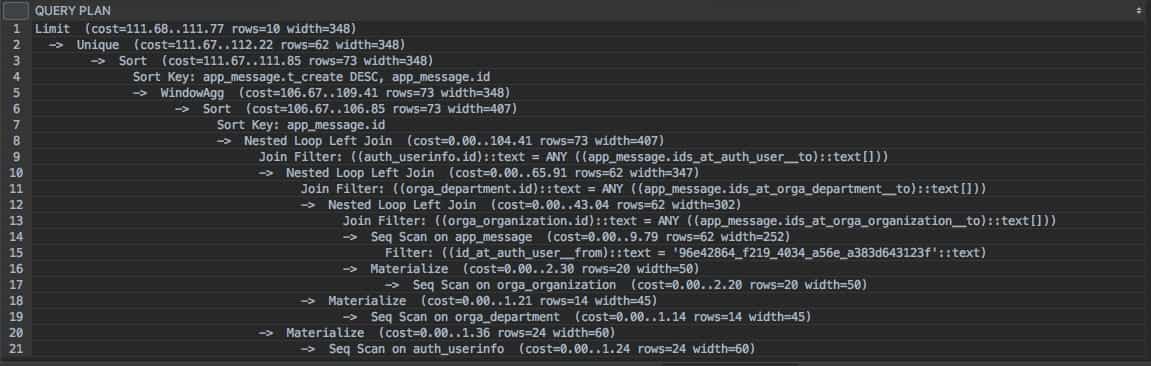 QUERY PLAN
1 Limit (cost=111.68..111.77 rows=10 width=348)
2 -> Unique (cost=111.67..112.22 rows=62 width=348)
3 -> Sort (cost=111.67..111.85 rows=73 width=348)
4 Sort Key: app_message.t_create DESC, app_message.id
5 -> WindowAgg (cost=106.67..109.41 rows=73 width=348)
6 -> Sort (cost=106.67..106.85 rows=73 width=407)
7 Sort Key: app_message.id
8 -> Nested Loop Left Join (cost=0.00..104.41 rows=73 width=407)
9 Join Filter: ((auth_userinfo.id)::text = ANY ((app_message.ids_at_auth_user__to)::text[]))
10 -> Nested Loop Left Join (cost=0.00..65.91 rows=62 width=347)
11 Join Filter: ((orga_department.id)::text = ANY ((app_message.ids_at_orga_department__to)::text[]))
12 -> Nested Loop Left Join (cost=0.00..43.04 rows=62 width=302)
13 Join Filter: ((orga_organization.id)::text = ANY ((app_message.ids_at_orga_organization__to)::text[]))
14 -> Seq Scan on app_message (cost=0.00..9.79 rows=62 width=252)
15 Filter: ((id_at_auth_user__from)::text = '96e42864_f219_4034_a56e_a383d643123f'::text)
16 -> Materialize (cost=0.00..2.30 rows=20 width=50)
17 -> Seq Scan on orga_organization (cost=0.00..2.20 rows=20 width=50)
18 -> Materialize (cost=0.00..1.21 rows=14 width=45)
19 -> Seq Scan on orga_department (cost=0.00..1.14 rows=14 width=45)
20 -> Materialize (cost=0.00..1.36 rows=24 width=60)
21 -> Seq Scan on auth_userinfo (cost=0.00..1.24 rows=24 width=60)